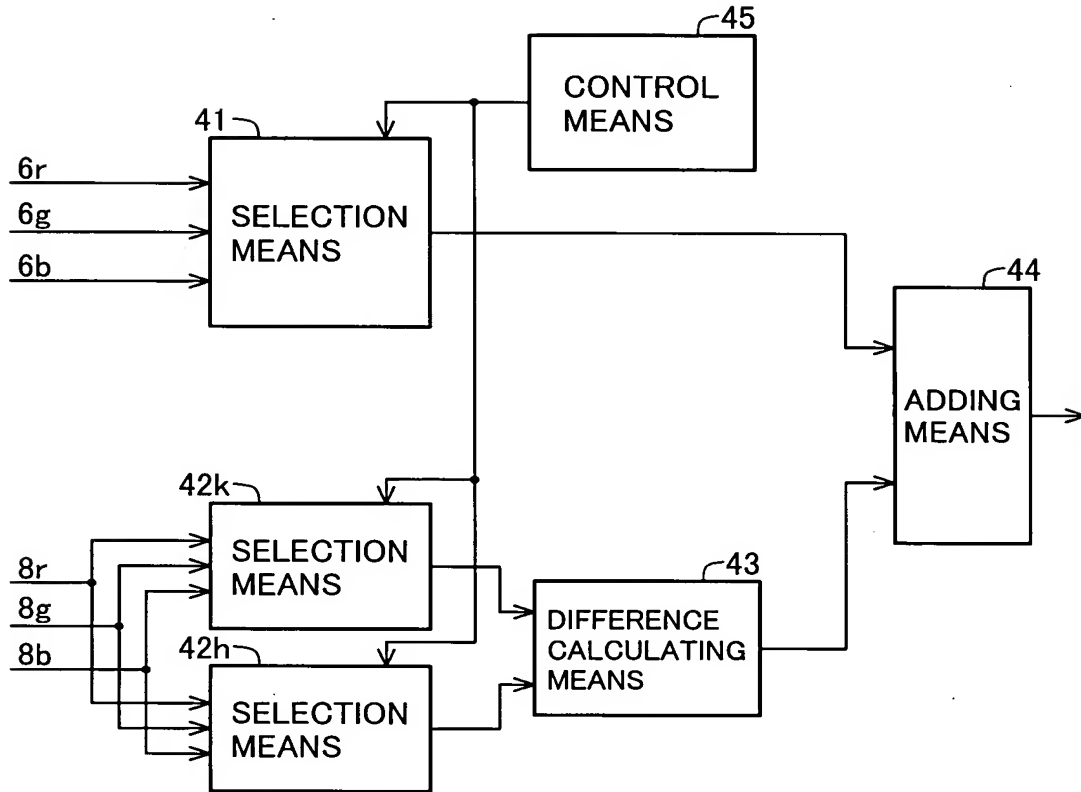 45
CONTROL
MEANS
41
6r
6g
6b
SELECTION
MEANS
44
ADDING
MEANS
42k
SELECTION
MEANS
8r
8g
8b
43
DIFFERENCE
CALCULATING
MEANS
42h
SELECTION
MEANS